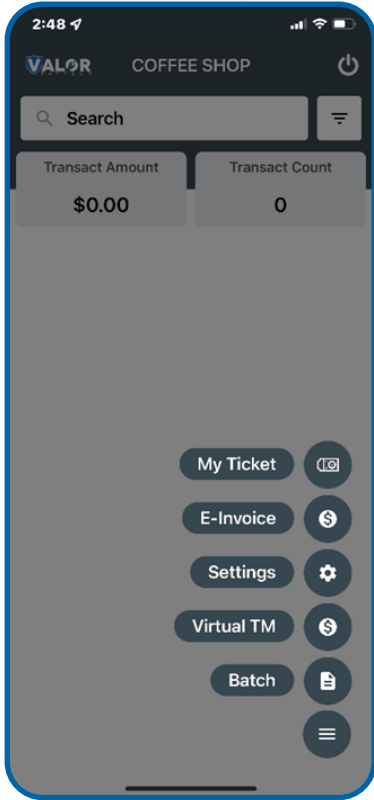 2:48
VALOR COFFEE SHOP
Search
Transact Amount Transact Count
$0.00 0
My Ticket
E-Invoice
Settings
Virtual TM
Batch